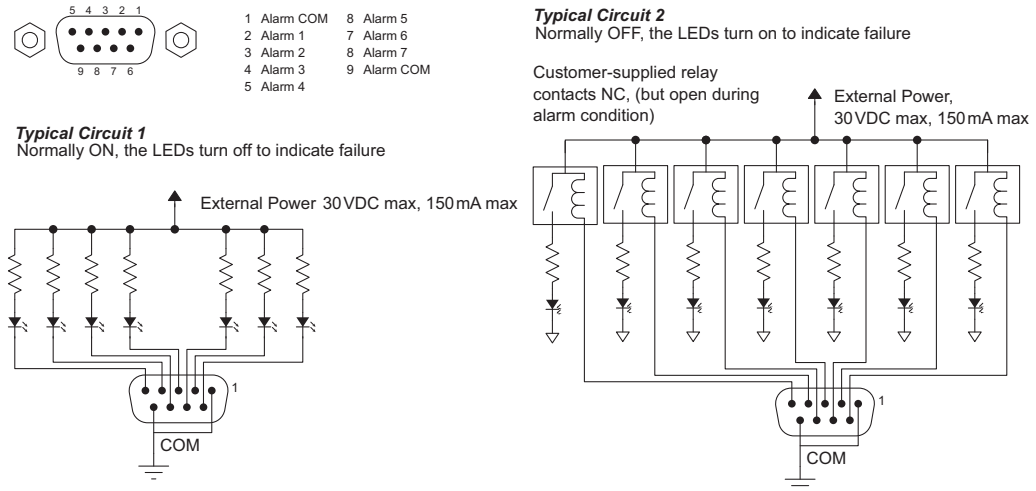 5 4 3 2 1
9 8 7 6
1 Alarm COM 8 Alarm 5
2 Alarm 1 7 Alarm 6
3 Alarm 2 8 Alarm 7
4 Alarm 3 9 Alarm COM
5 Alarm 4
Typical Circuit 1
Normally ON, the LEDs turn off to indicate failure
External Power 30VDC max, 150mA max
1
COM
Typical Circuit 2
Normally OFF, the LEDs turn on to indicate failure
Customer-supplied relay
contacts NC, (but open during
alarm condition)
External Power,
30VDC max, 150mA max
1
COM